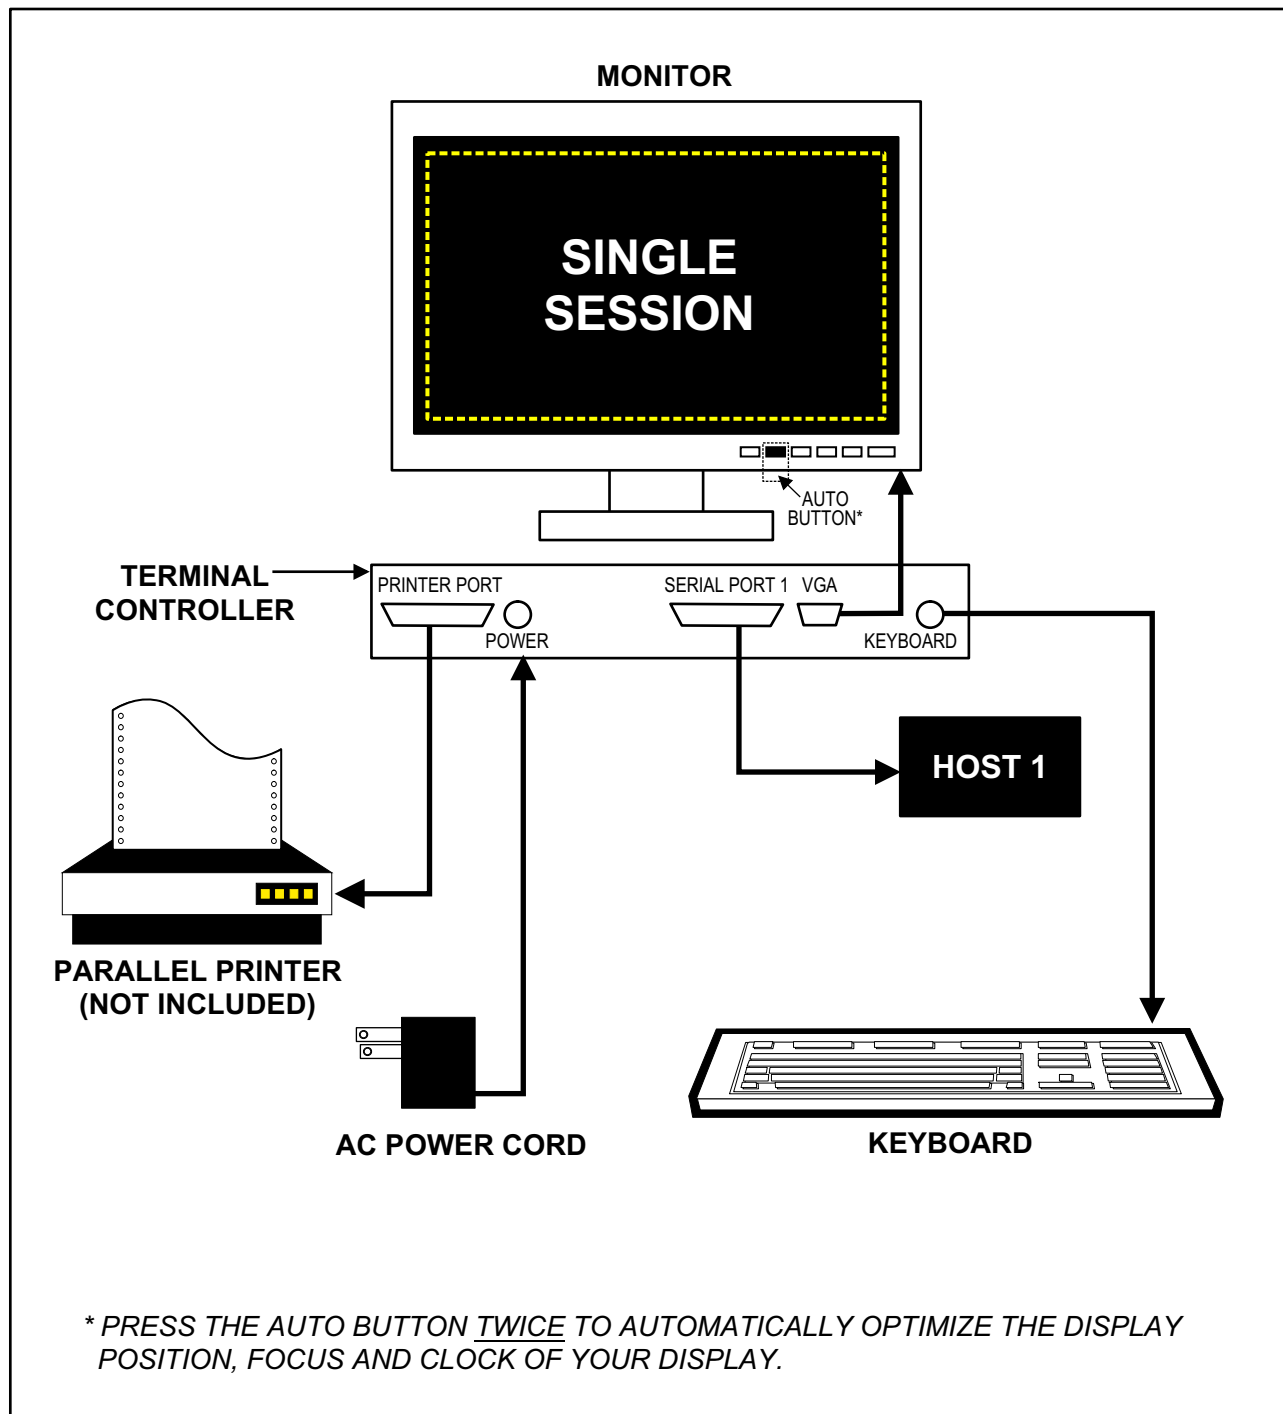 MONITOR
SINGLE
SESSION
AUTO
BUTTON*
TERMINAL
CONTROLLER
PRINTER PORT
POWER
SERIAL PORT 1
VGA
KEYBOARD
HOST 1
PARALLEL PRINTER
(NOT INCLUDED)
AC POWER CORD
KEYBOARD
* PRESS THE AUTO BUTTON TWICE TO AUTOMATICALLY OPTIMIZE THE DISPLAY
POSITION, FOCUS AND CLOCK OF YOUR DISPLAY.